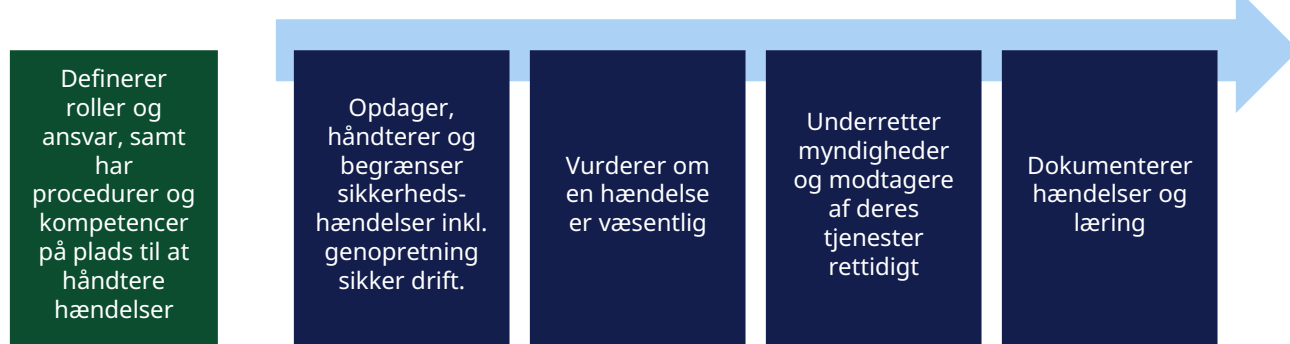 Definerer
roller og
ansvar, samt
har
procedurer og
kompetencer
på plads til at
håndtere
hændelser
Opdager,
håndterer og
begrænser
sikkerheds-
hændelser inkl.
genopretning
sikker drift.
Vurderer om
en hændelse
er væsentlig
Underretter
myndigheder
og modtagere
af deres
tjenester
rettidigt
Dokumenterer
hændelser og
læring